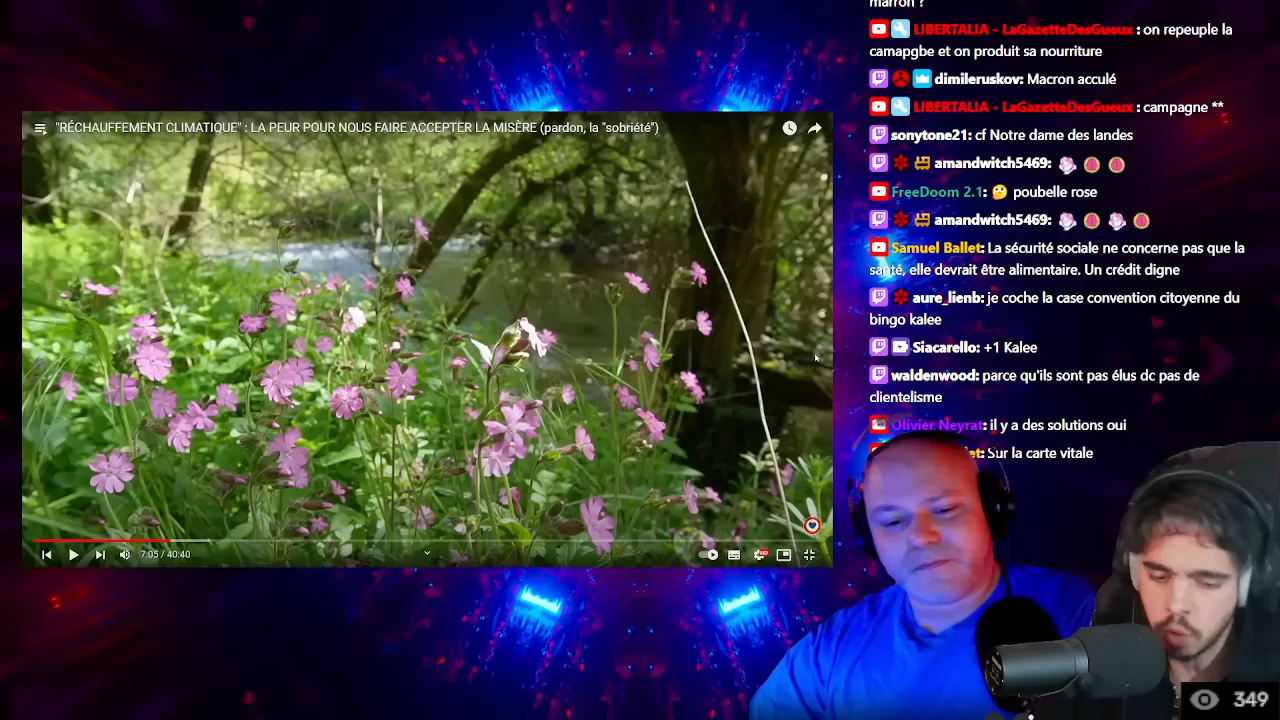 "RÉCHAUFFEMENT CLIMATIQUE" : LA PEUR POUR NOUS FAIRE ACCEPTER LA MISÈRE (pardon, la "sobriété")
7:05 / 40:40
HD
marron ?
LIBERTALIA - LaGazetteDesGueux : on repeuple la
camapgbe et on produit sa nourriture
dimileruskov: Macron acculé
LIBERTALIA - LaGazetteDesGueux : campagne **
sonytone21: cf Notre dame des landes
amandwitch5469:
FreeDoom 2.1: poubelle rose
amandwitch5469:
Samuel Ballet: La sécurité sociale ne concerne pas que la
santé, elle devrait être alimentaire. Un crédit digne
aure_lienb: je coche la case convention citoyenne du
bingo kalee
Siacarello: +1 Kalee
waldenwood: parce qu'ils sont pas élus dc pas de
clientelisme
Olivier Neyrat: il y a des solutions oui
Sur la carte vitale
349